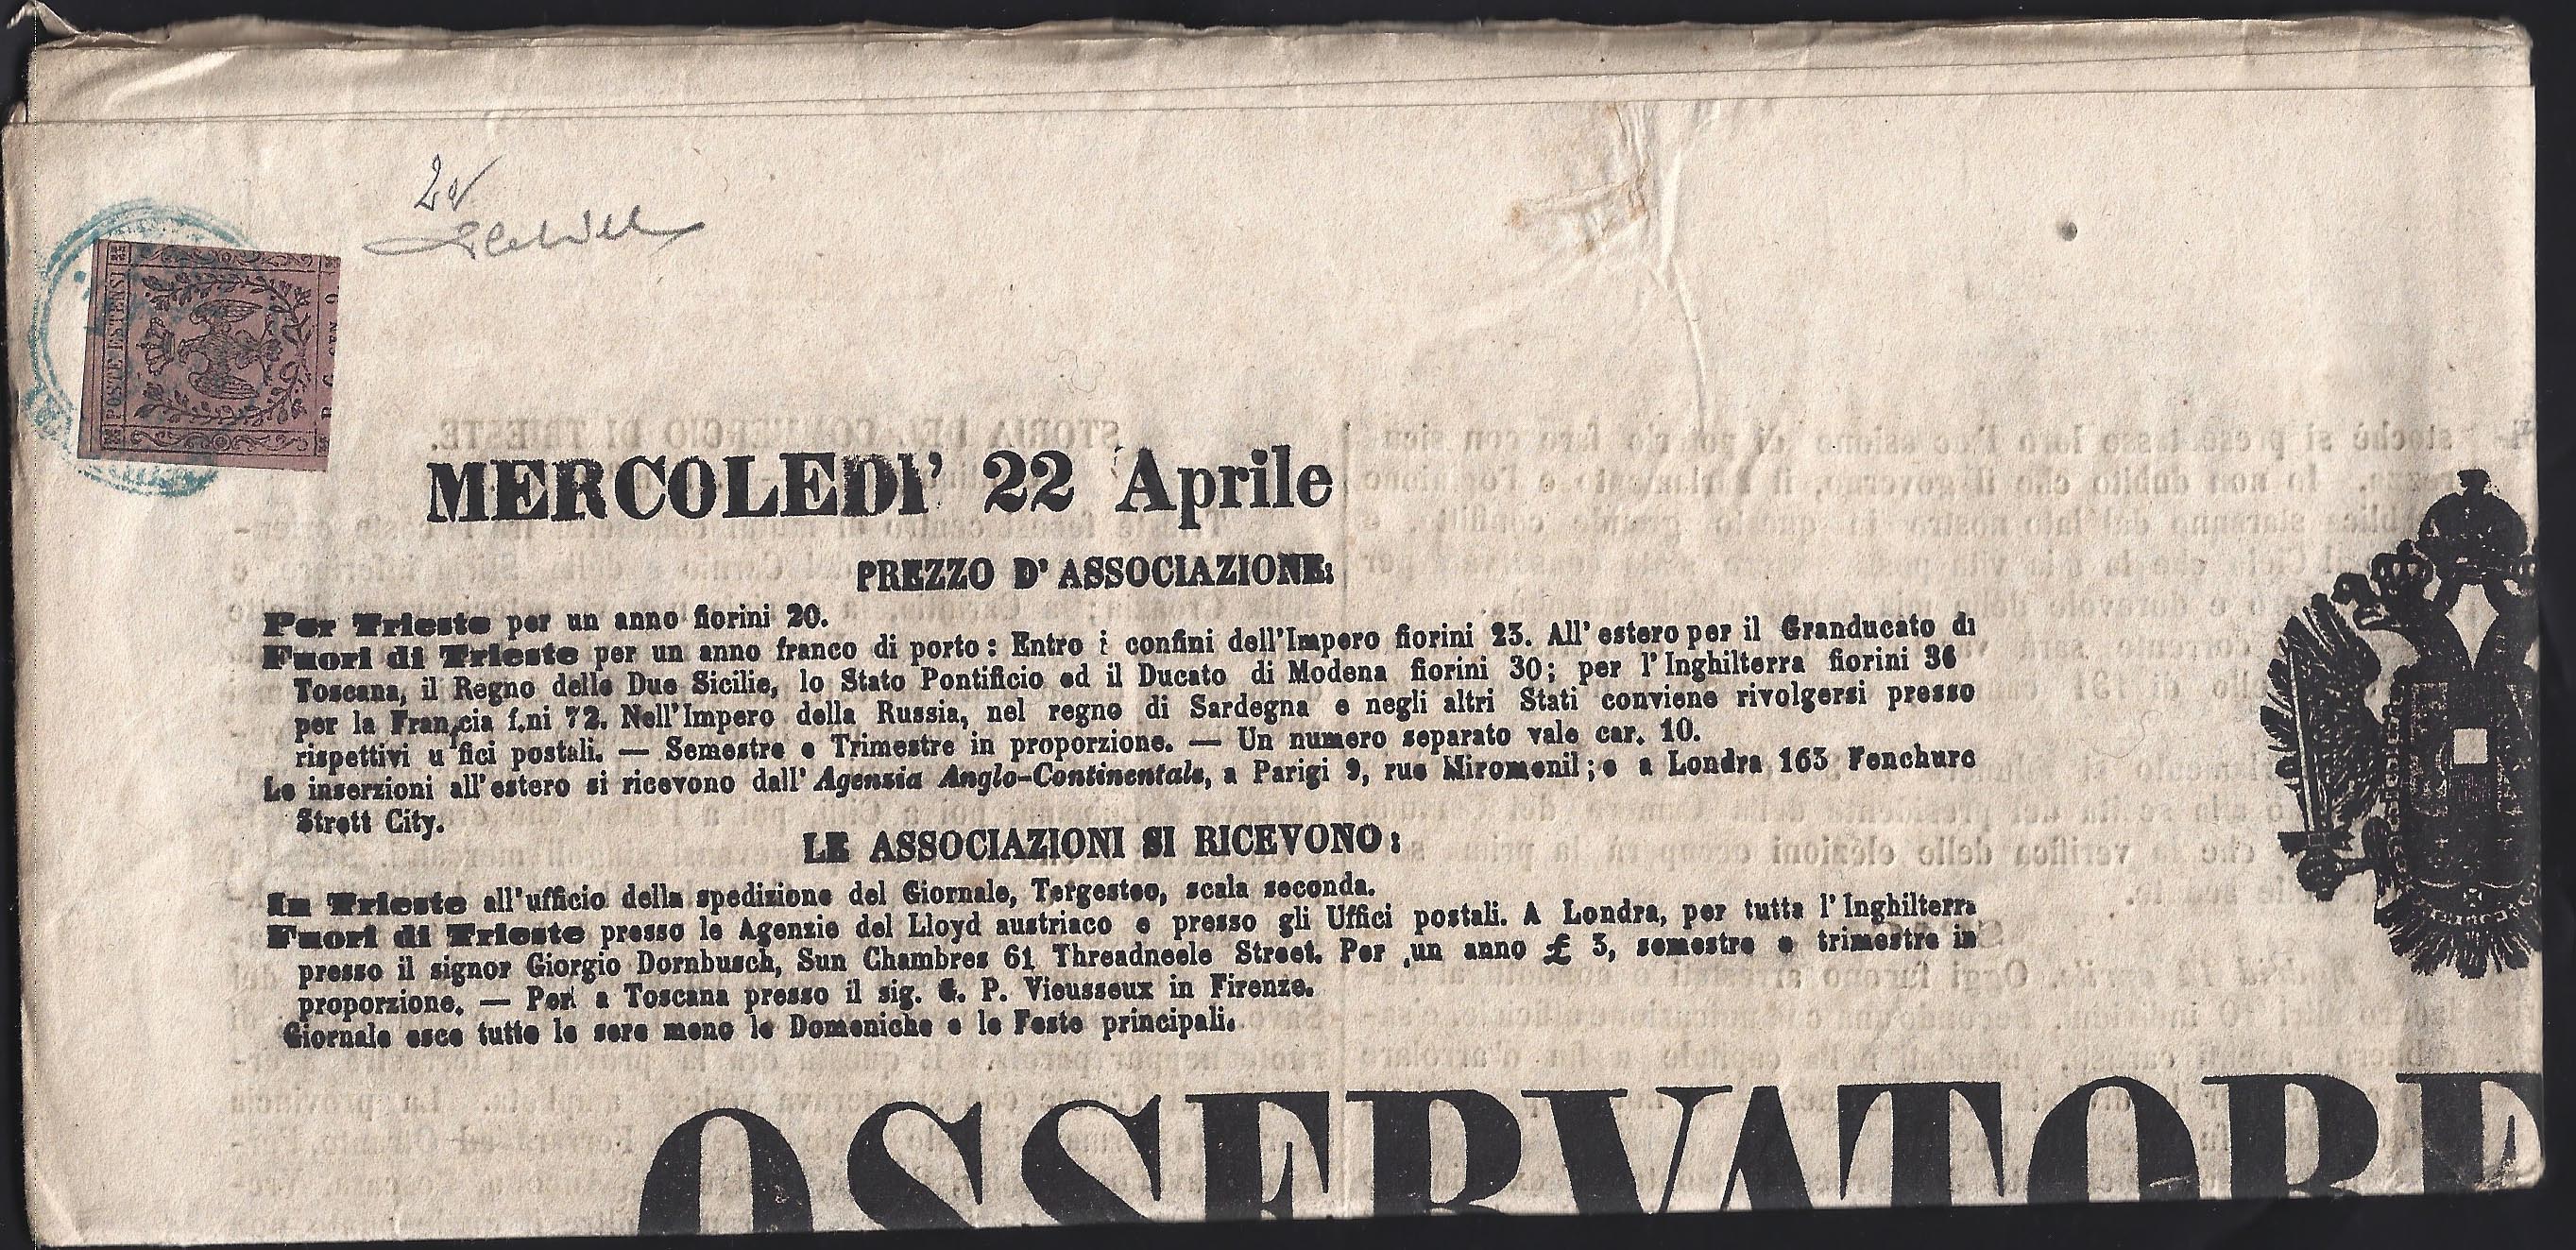 POSTE ESTENSI
B. G. CEN 9
MERCOLEDI' 22 Aprile
PREZZO D' ASSOCIAZIONE:
Per Trieste per un anno fiorini 20.
Fuori di Trieste per un anno franco di porto: Entro i confini dell'Impero fiorini 23. All' estero per il Granducato di
Toscana, il Regno delle Due Sicilie, lo Stato Pontificio ed il Ducato di Modena fiorini 30; per l'Inghilterra fiorini 36
per la Francia f.ni 72. Nell'Impero della Russia, nel regno di Sardegna e negli altri Stati conviene rivolgersi presso
rispettivi u fici postali. — Semestre e Trimestre in proporzione. — Un numero separato vale car. 10.
Le inserzioni all' estero si ricevono dall' Agenzia Anglo-Continentale, a Parigi 9, rue Miromenil; e a Londra 163 Fenchurc
Strett City.
LE ASSOCIAZIONI SI RICEVONO:
In Trieste all'ufficio della spedizione del Giornale, Tergesteo, scala seconda.
Fuori di Trieste presso le Agenzie del Lloyd austriaco e presso gli Uffici postali. A Londra, per tutta l'Inghilterra
presso il signor Giorgio Dornbusch, Sun Chambres 61 Threadneele Street. Per un anno £ 3, semestre e trimestre in
proporzione. — Per a Toscana presso il sig. G. P. Vieusseux in Firenze.
Giornale esce tutte le sere meno le Domeniche e le Feste principali.
OSSERVATORE